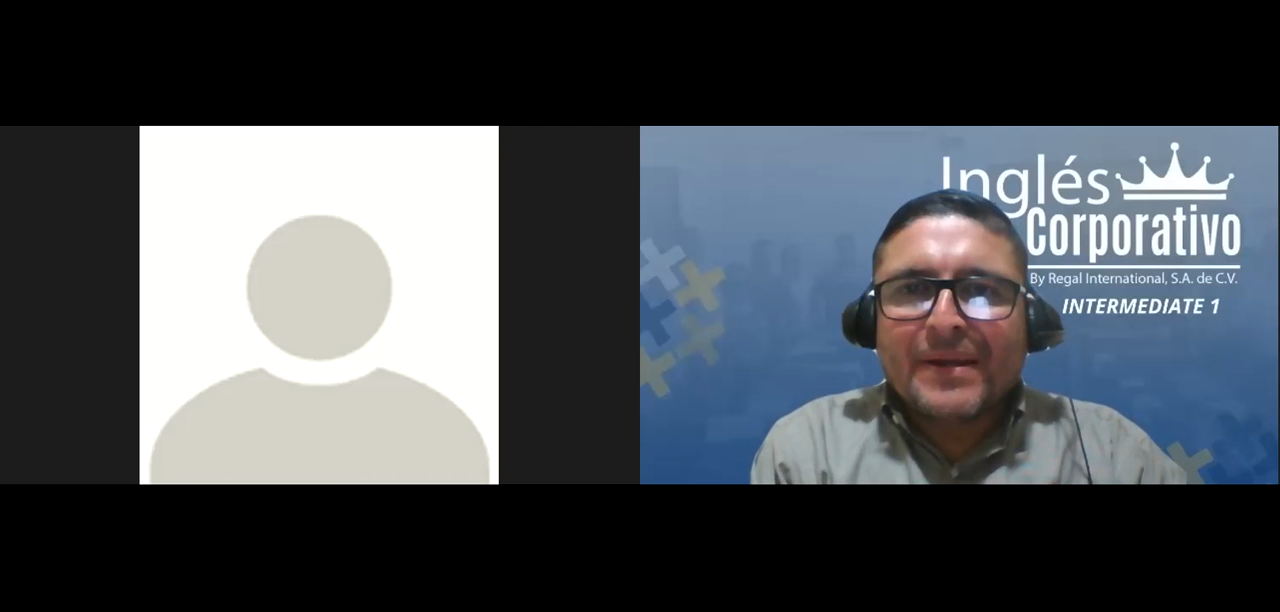 Inglés
Corporativo
By Regal International, S.A. de C.V.
INTERMEDIATE 1